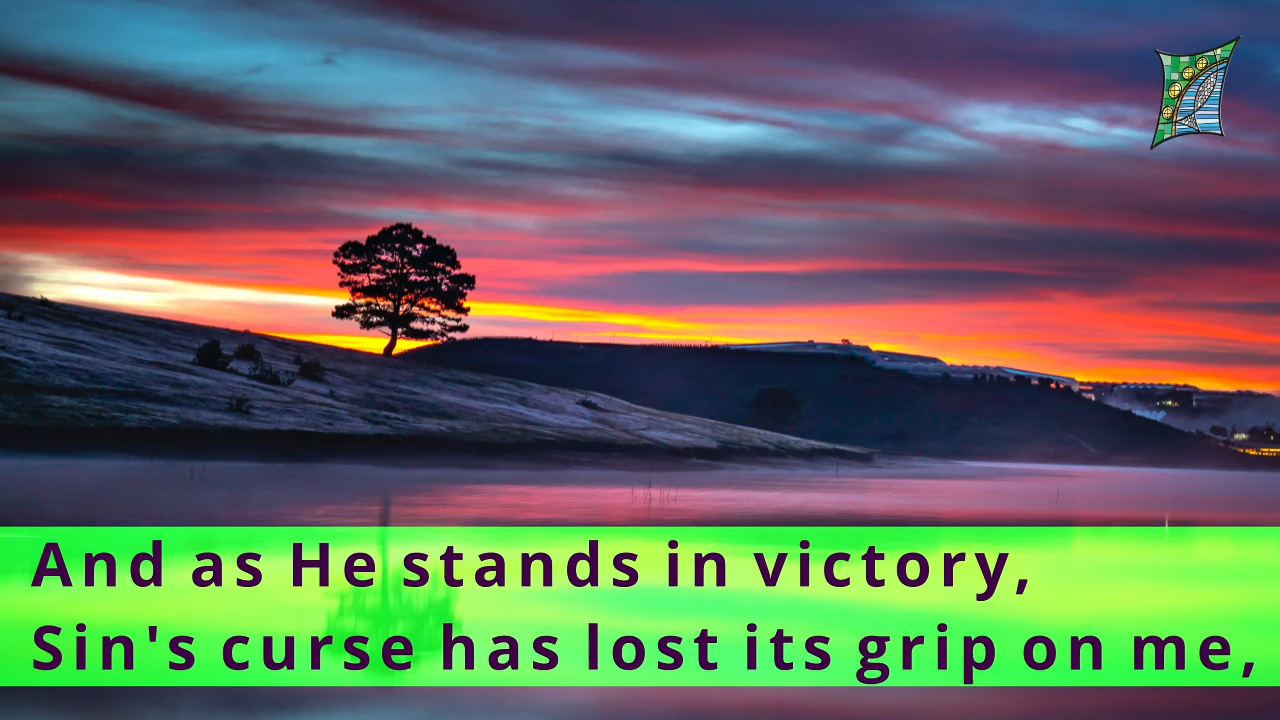 And as He stands in victory,
Sin's curse has lost its grip on me,